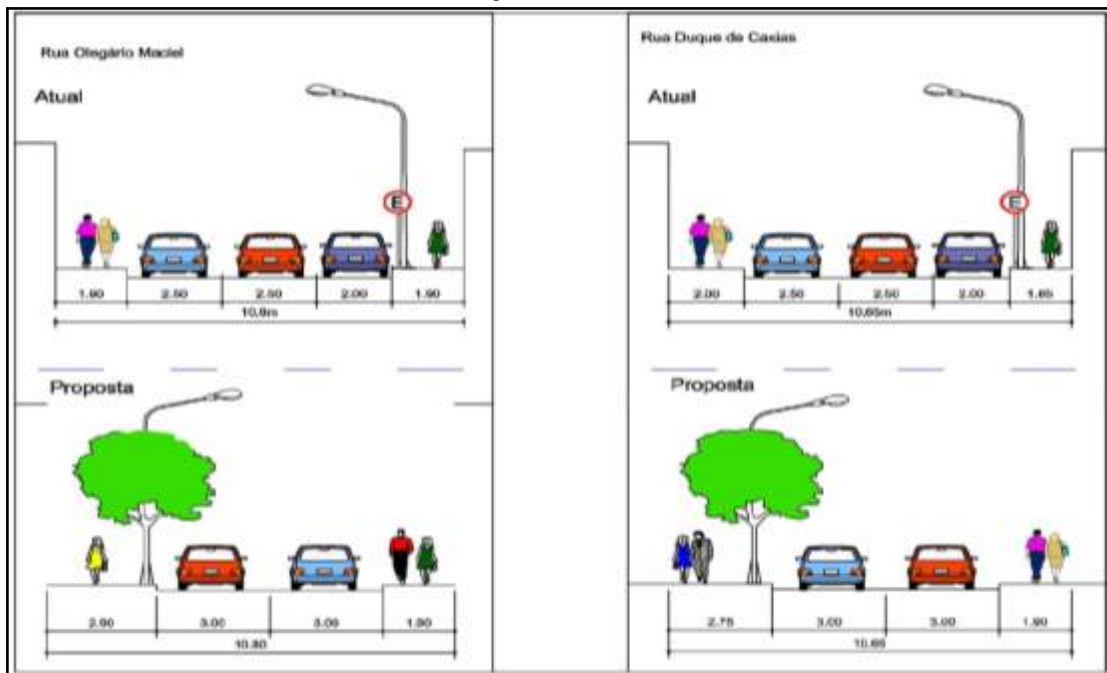 Rua Olegário Maciel
Atual
E
1.90 2.50 2.50 2.00 1.90
10.8m
Proposta
2.90 3.00 3.00 1.90
10.80
Rua Duque de Caxias
Atual
E
2.00 2.50 2.50 2.00 1.65
10.65m
Proposta
2.75 3.00 3.00 1.90
10.65